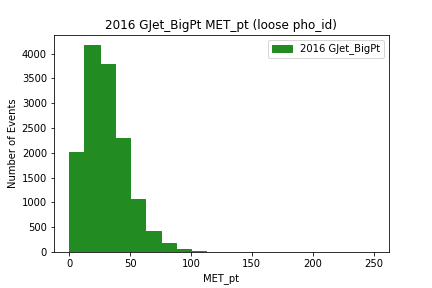 2016 GJet_BigPt MET_pt (loose pho_id)
2016 GJet_BigPt
Number of Events
4000
3500
3000
2500
2000
1500
1000
500
0
0 50 100 150 200 250
MET_pt